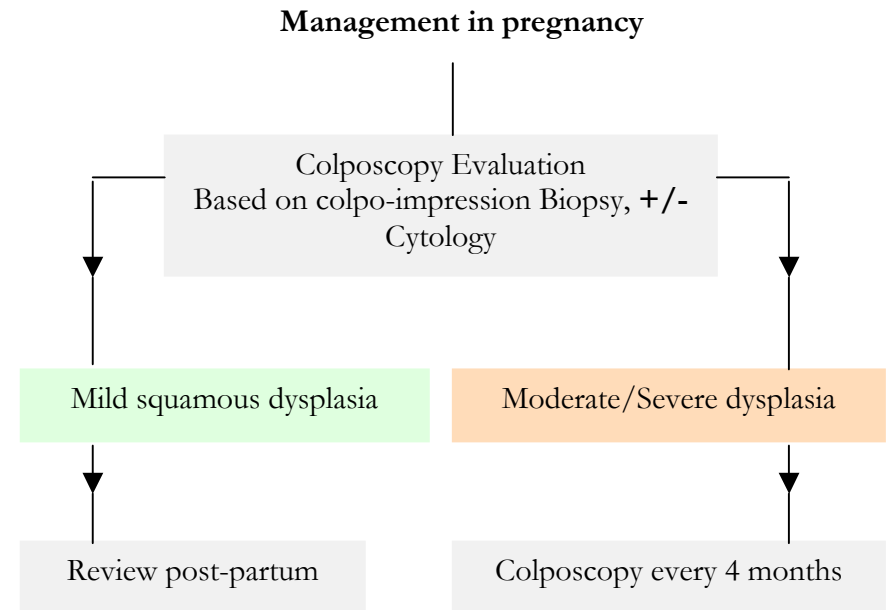 Management in pregnancy
Colposcopy Evaluation
Based on colpo-impression Biopsy, +/-
Cytology
Mild squamous dysplasia
Moderate/Severe dysplasia
Review post-partum
Colposcopy every 4 months